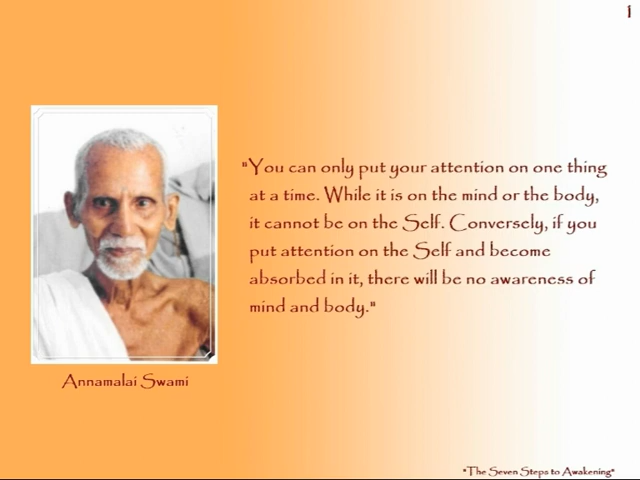 1
"You can only put your attention on one thing
at a time. While it is on the mind or the body,
it cannot be on the Self. Conversely, if you
put attention on the Self and become
absorbed in it, there will be no awareness of
mind and body."
Annamalai Swami
"The Seven Steps to Awakening"